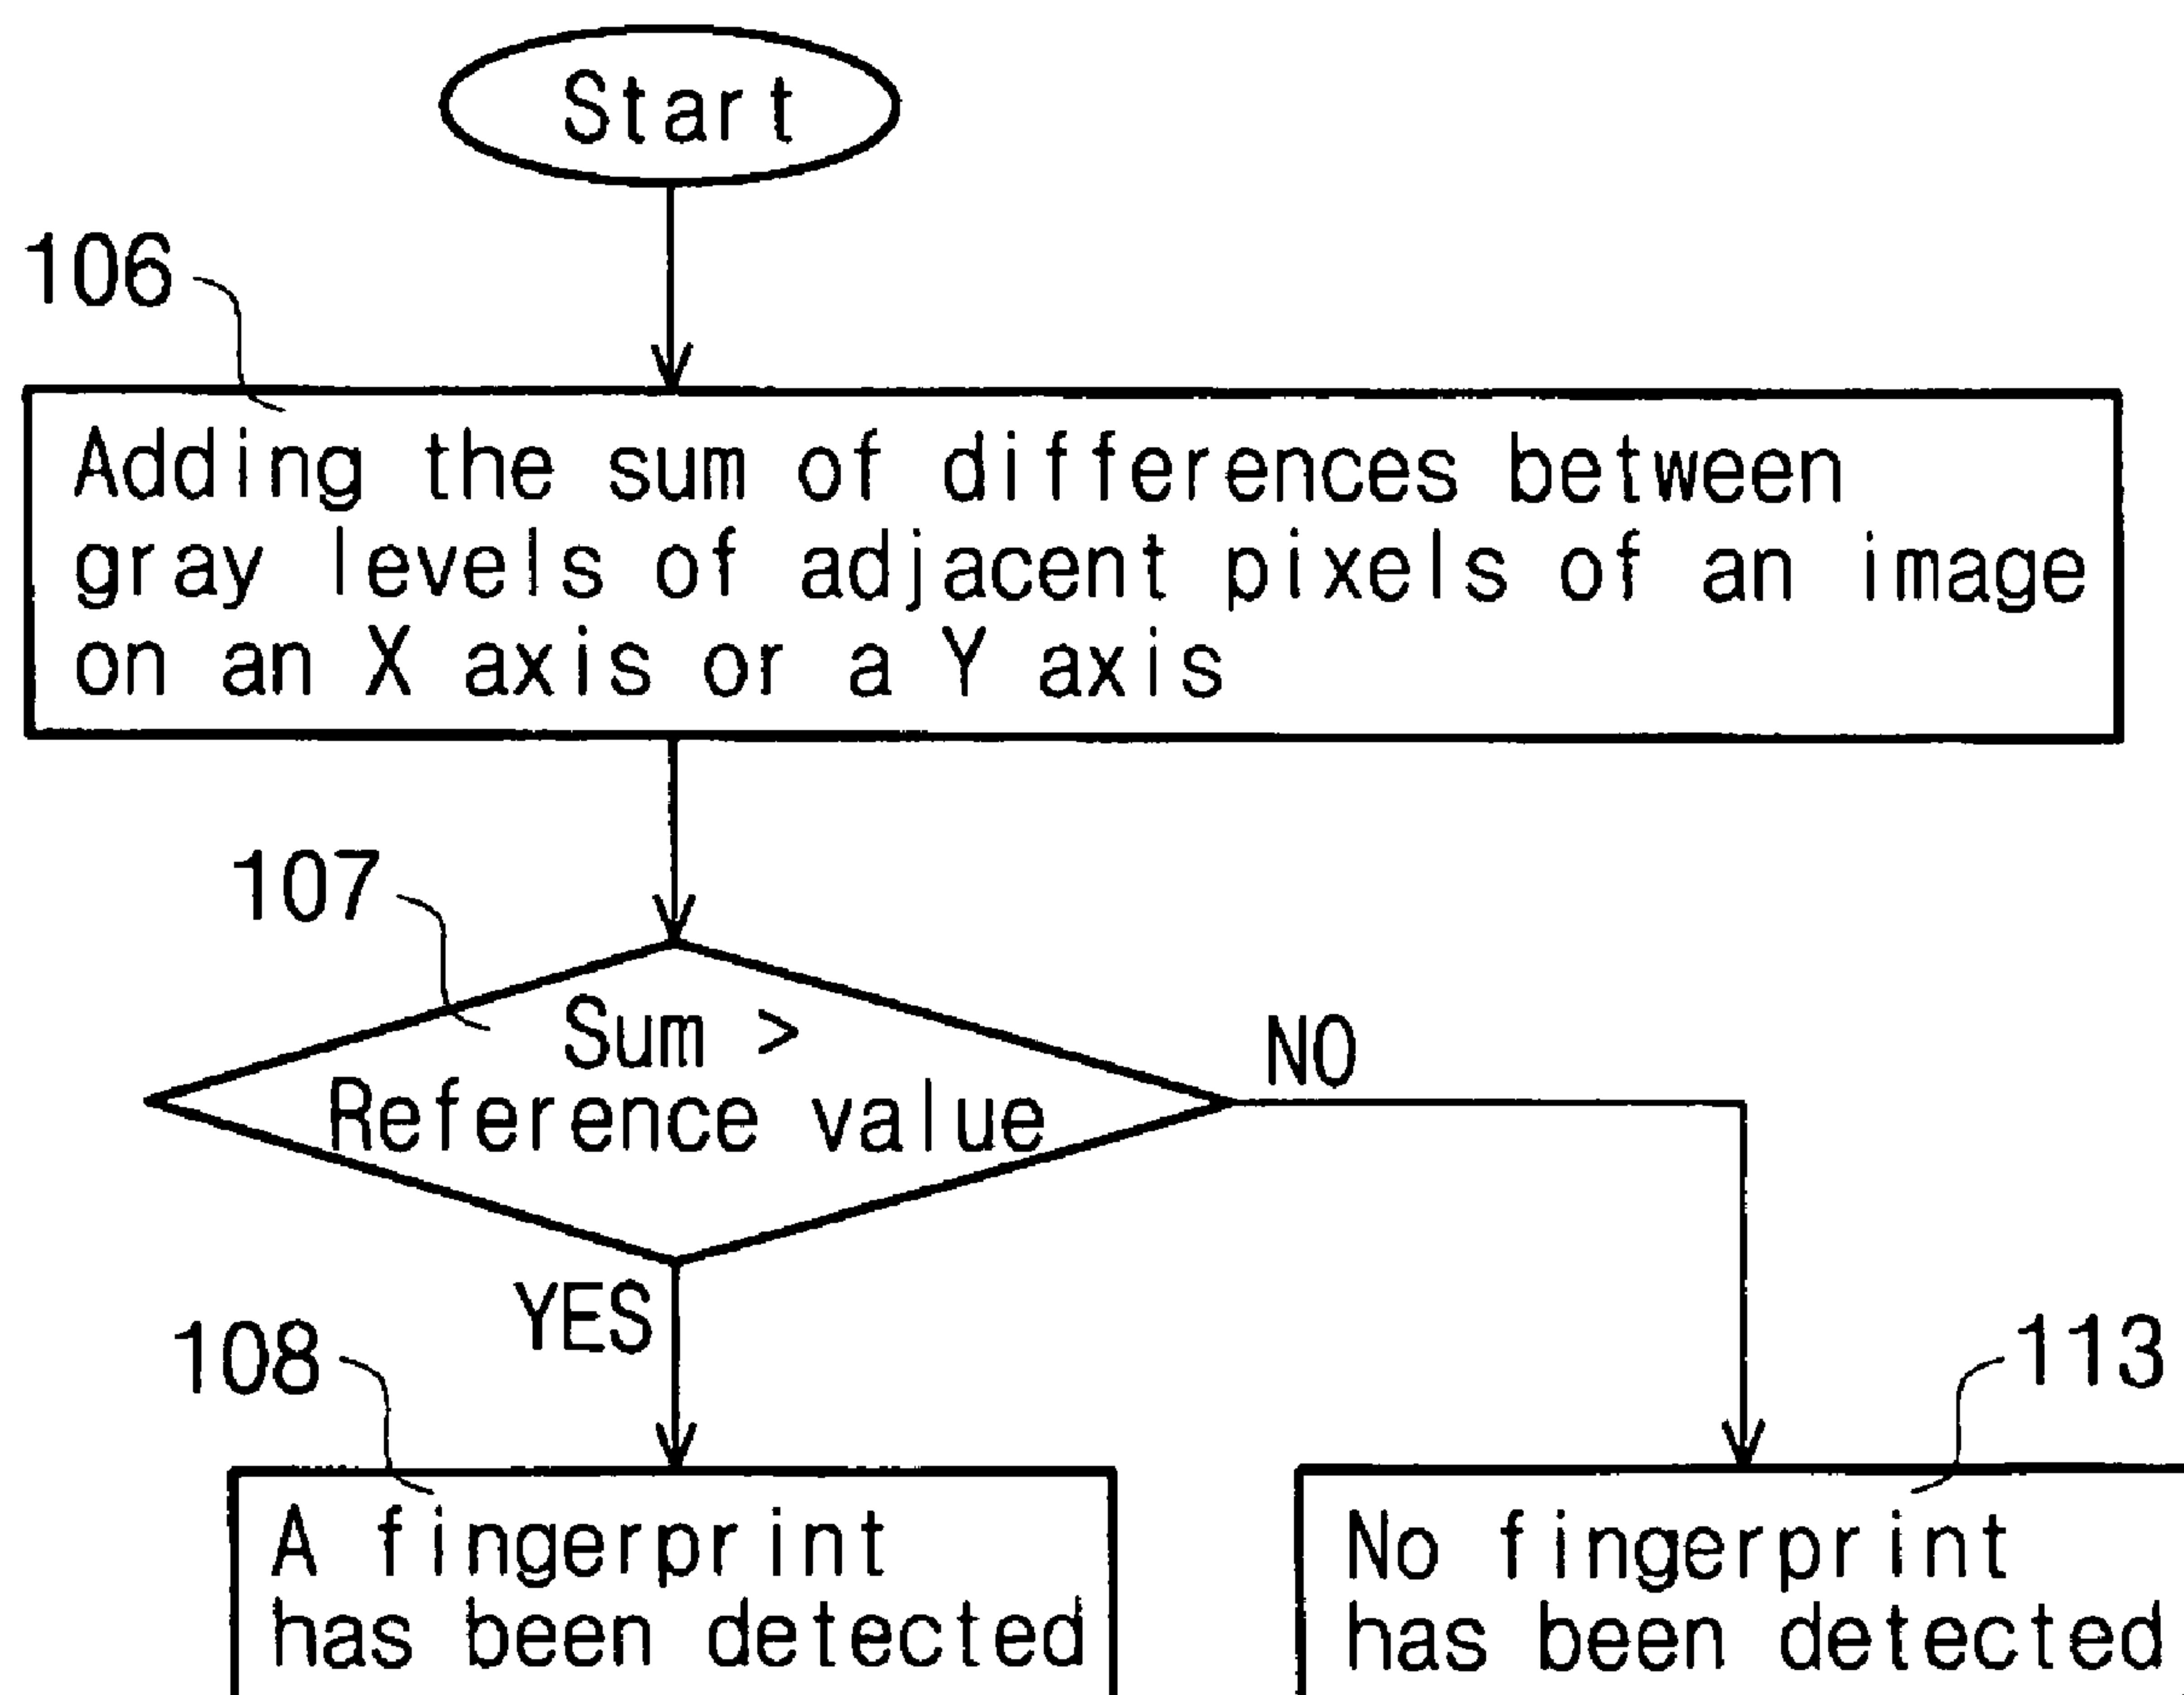 Start
106
Adding the sum of differences between
gray levels of adjacent pixels of an image
on an X axis or a Y axis
107
Sum >
Reference value
NO
YES
108
113
A fingerprint
has been detected
No fingerprint
has been detected